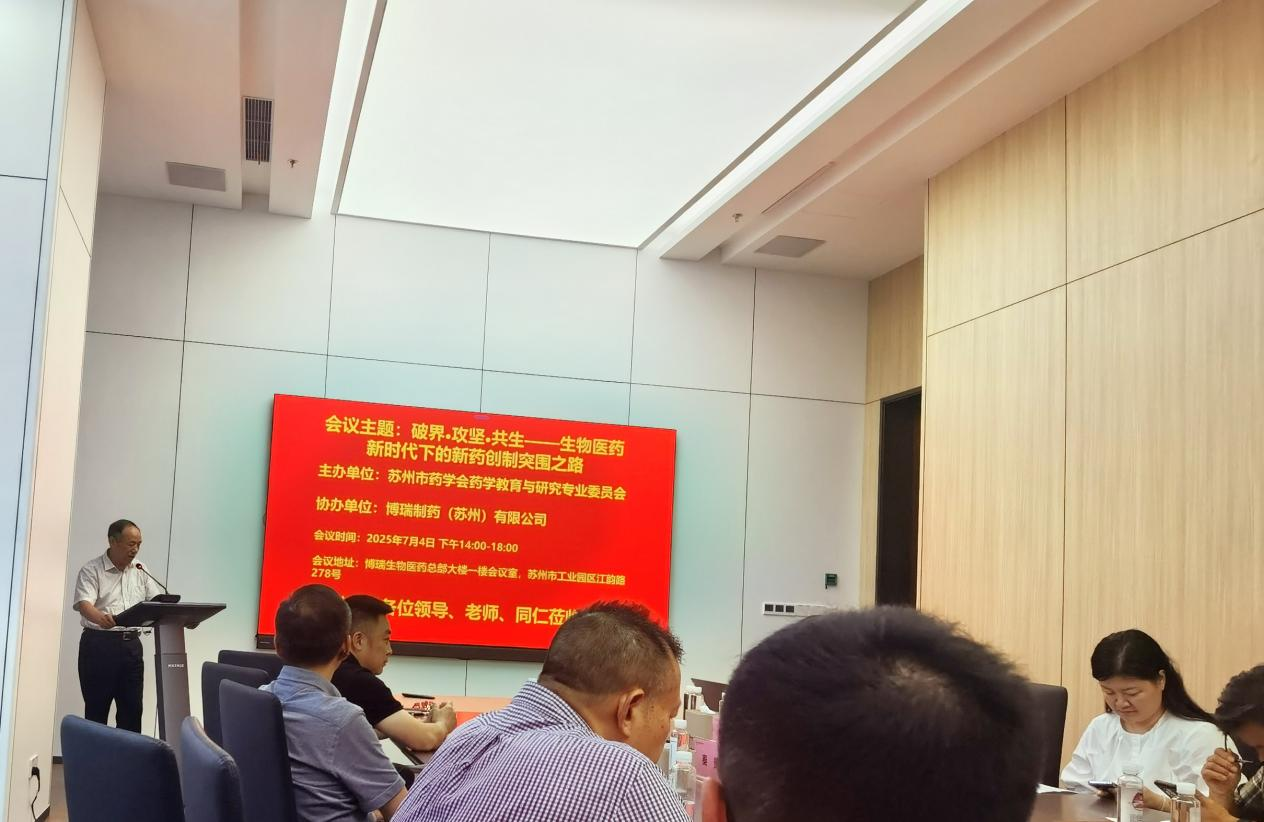 会议主题：破界•攻坚•共生——生物医药
新时代下的新药创制突围之路
主办单位：苏州市药学会药学教育与研究专业委员会
协办单位：博瑞制药（苏州）有限公司
会议时间：2025年7月4日 下午14:00-18:00
会议地址：博瑞生物医药总部大楼一楼会议室，苏州市工业园区江韵路
278号
各位领导、老师、同仁莅临